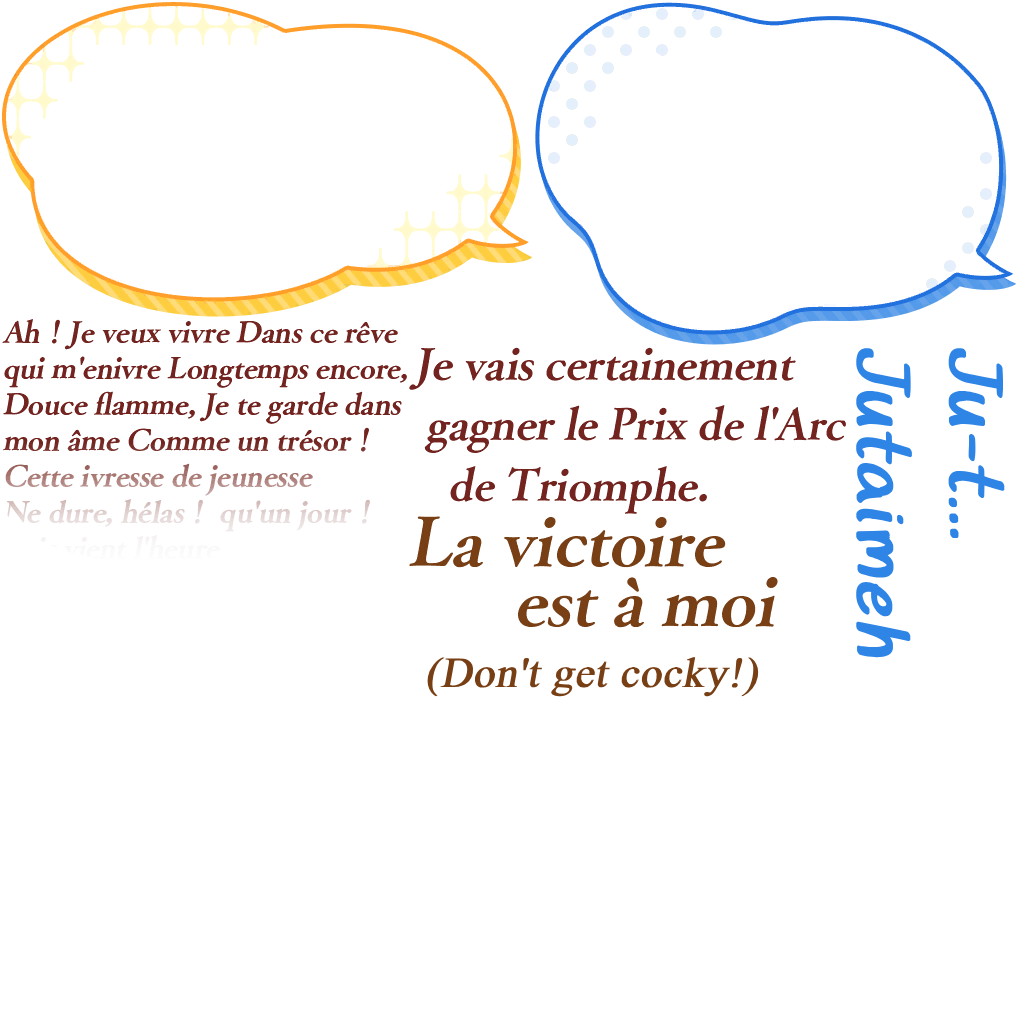 Ah ! Je veux vivre Dans ce rêve
qui m'enivre Longtemps encore,
Douce flamme, Je te garde dans
mon âme Comme un trésor !
Cette ivresse de jeunesse
Ne dure, hélas ! qu'un jour !
vient l'heure
Je vais certainement
gagner le Prix de l'Arc
de Triomphe.
La victoire
est à moi
(Don't get cocky!)
Ju-t...
Jutaimeh